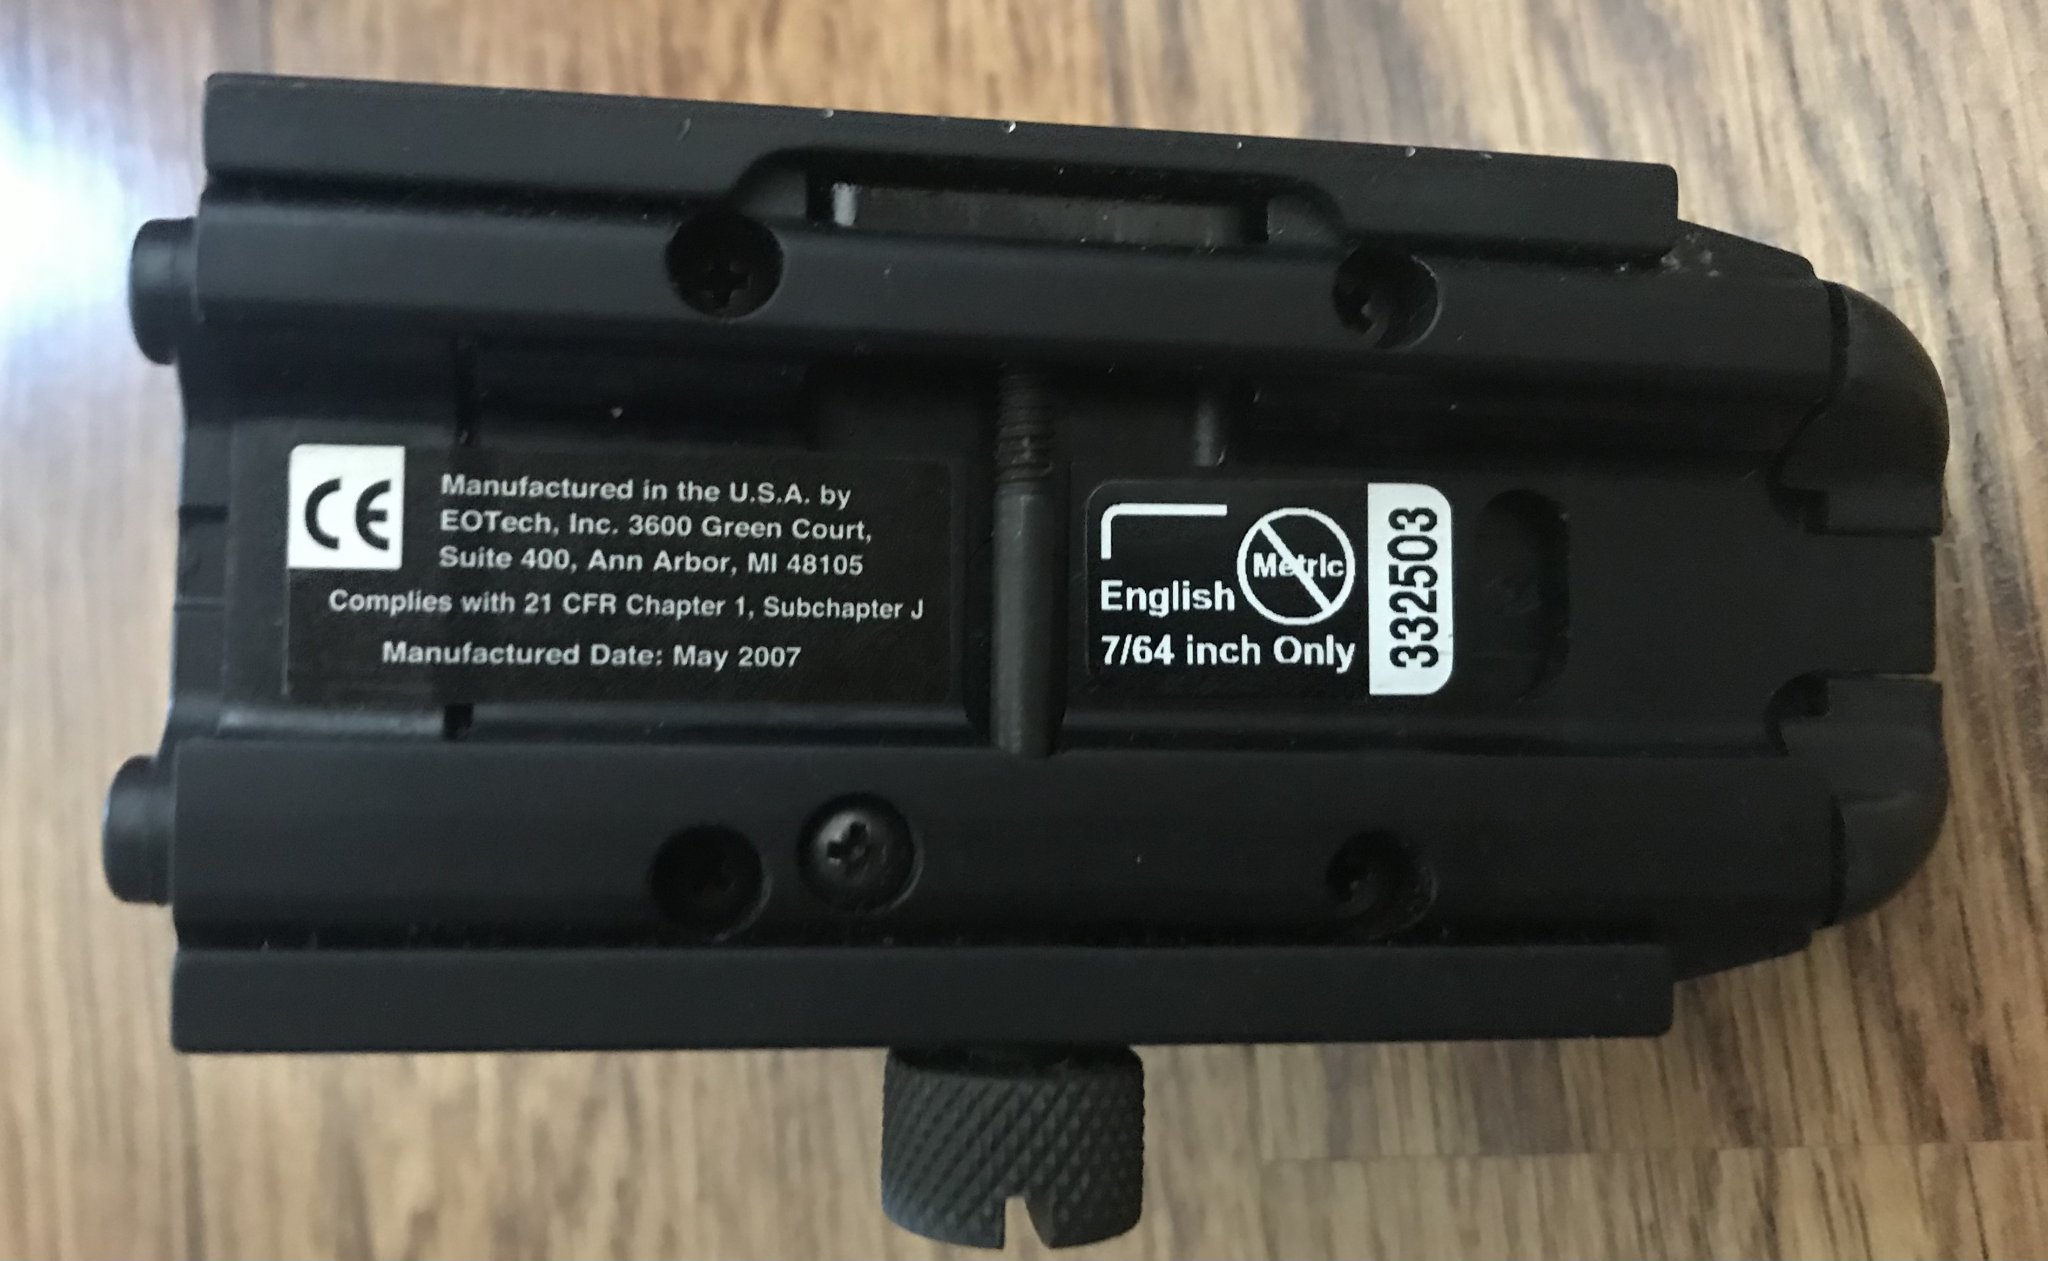 CE
Manufactured in the U.S.A. by
EOTech, Inc. 3600 Green Court,
Suite 400, Ann Arbor, MI 48105
Complies with 21 CFR Chapter 1, Subchapter J
Manufactured Date: May 2007
Metric
English
7/64 inch Only
332503